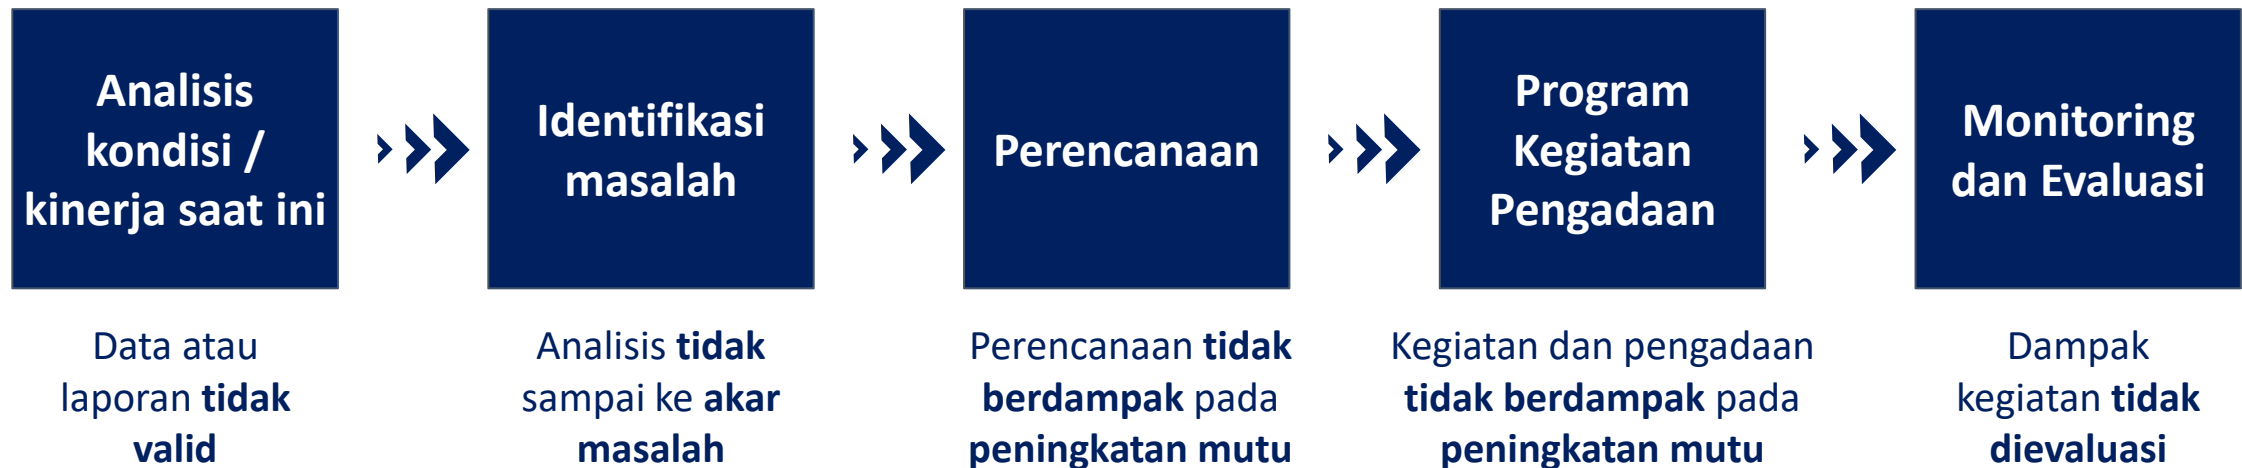 Analisis
kondisi /
kinerja saat ini
Identifikasi
masalah
Perencanaan
Program
Kegiatan
Pengadaan
Monitoring
dan Evaluasi
Data atau
laporan tidak
valid
Analisis tidak
sampai ke akar
masalah
Perencanaan tidak
berdampak pada
peningkatan mutu
Kegiatan dan pengadaan
tidak berdampak pada
peningkatan mutu
Dampak
kegiatan tidak
dievaluasi